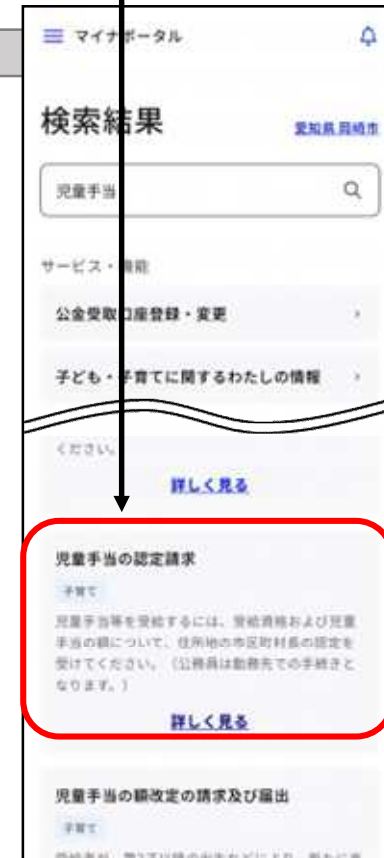 マイナポータル
検索結果
愛知県 岡崎市
児童手当
サービス・機能
公金受取口座登録・変更
子ども・子育てに関するわたしの情報
ください。
詳しく見る
児童手当の認定請求
子育て
児童手当等を受給するには、受給資格および児童
手当の額について、住所地の市区町村長の認定を
受けてください。（公務員は勤務先での手続きと
なります。）
詳しく見る
児童手当の額改定の請求及び届出
子育て